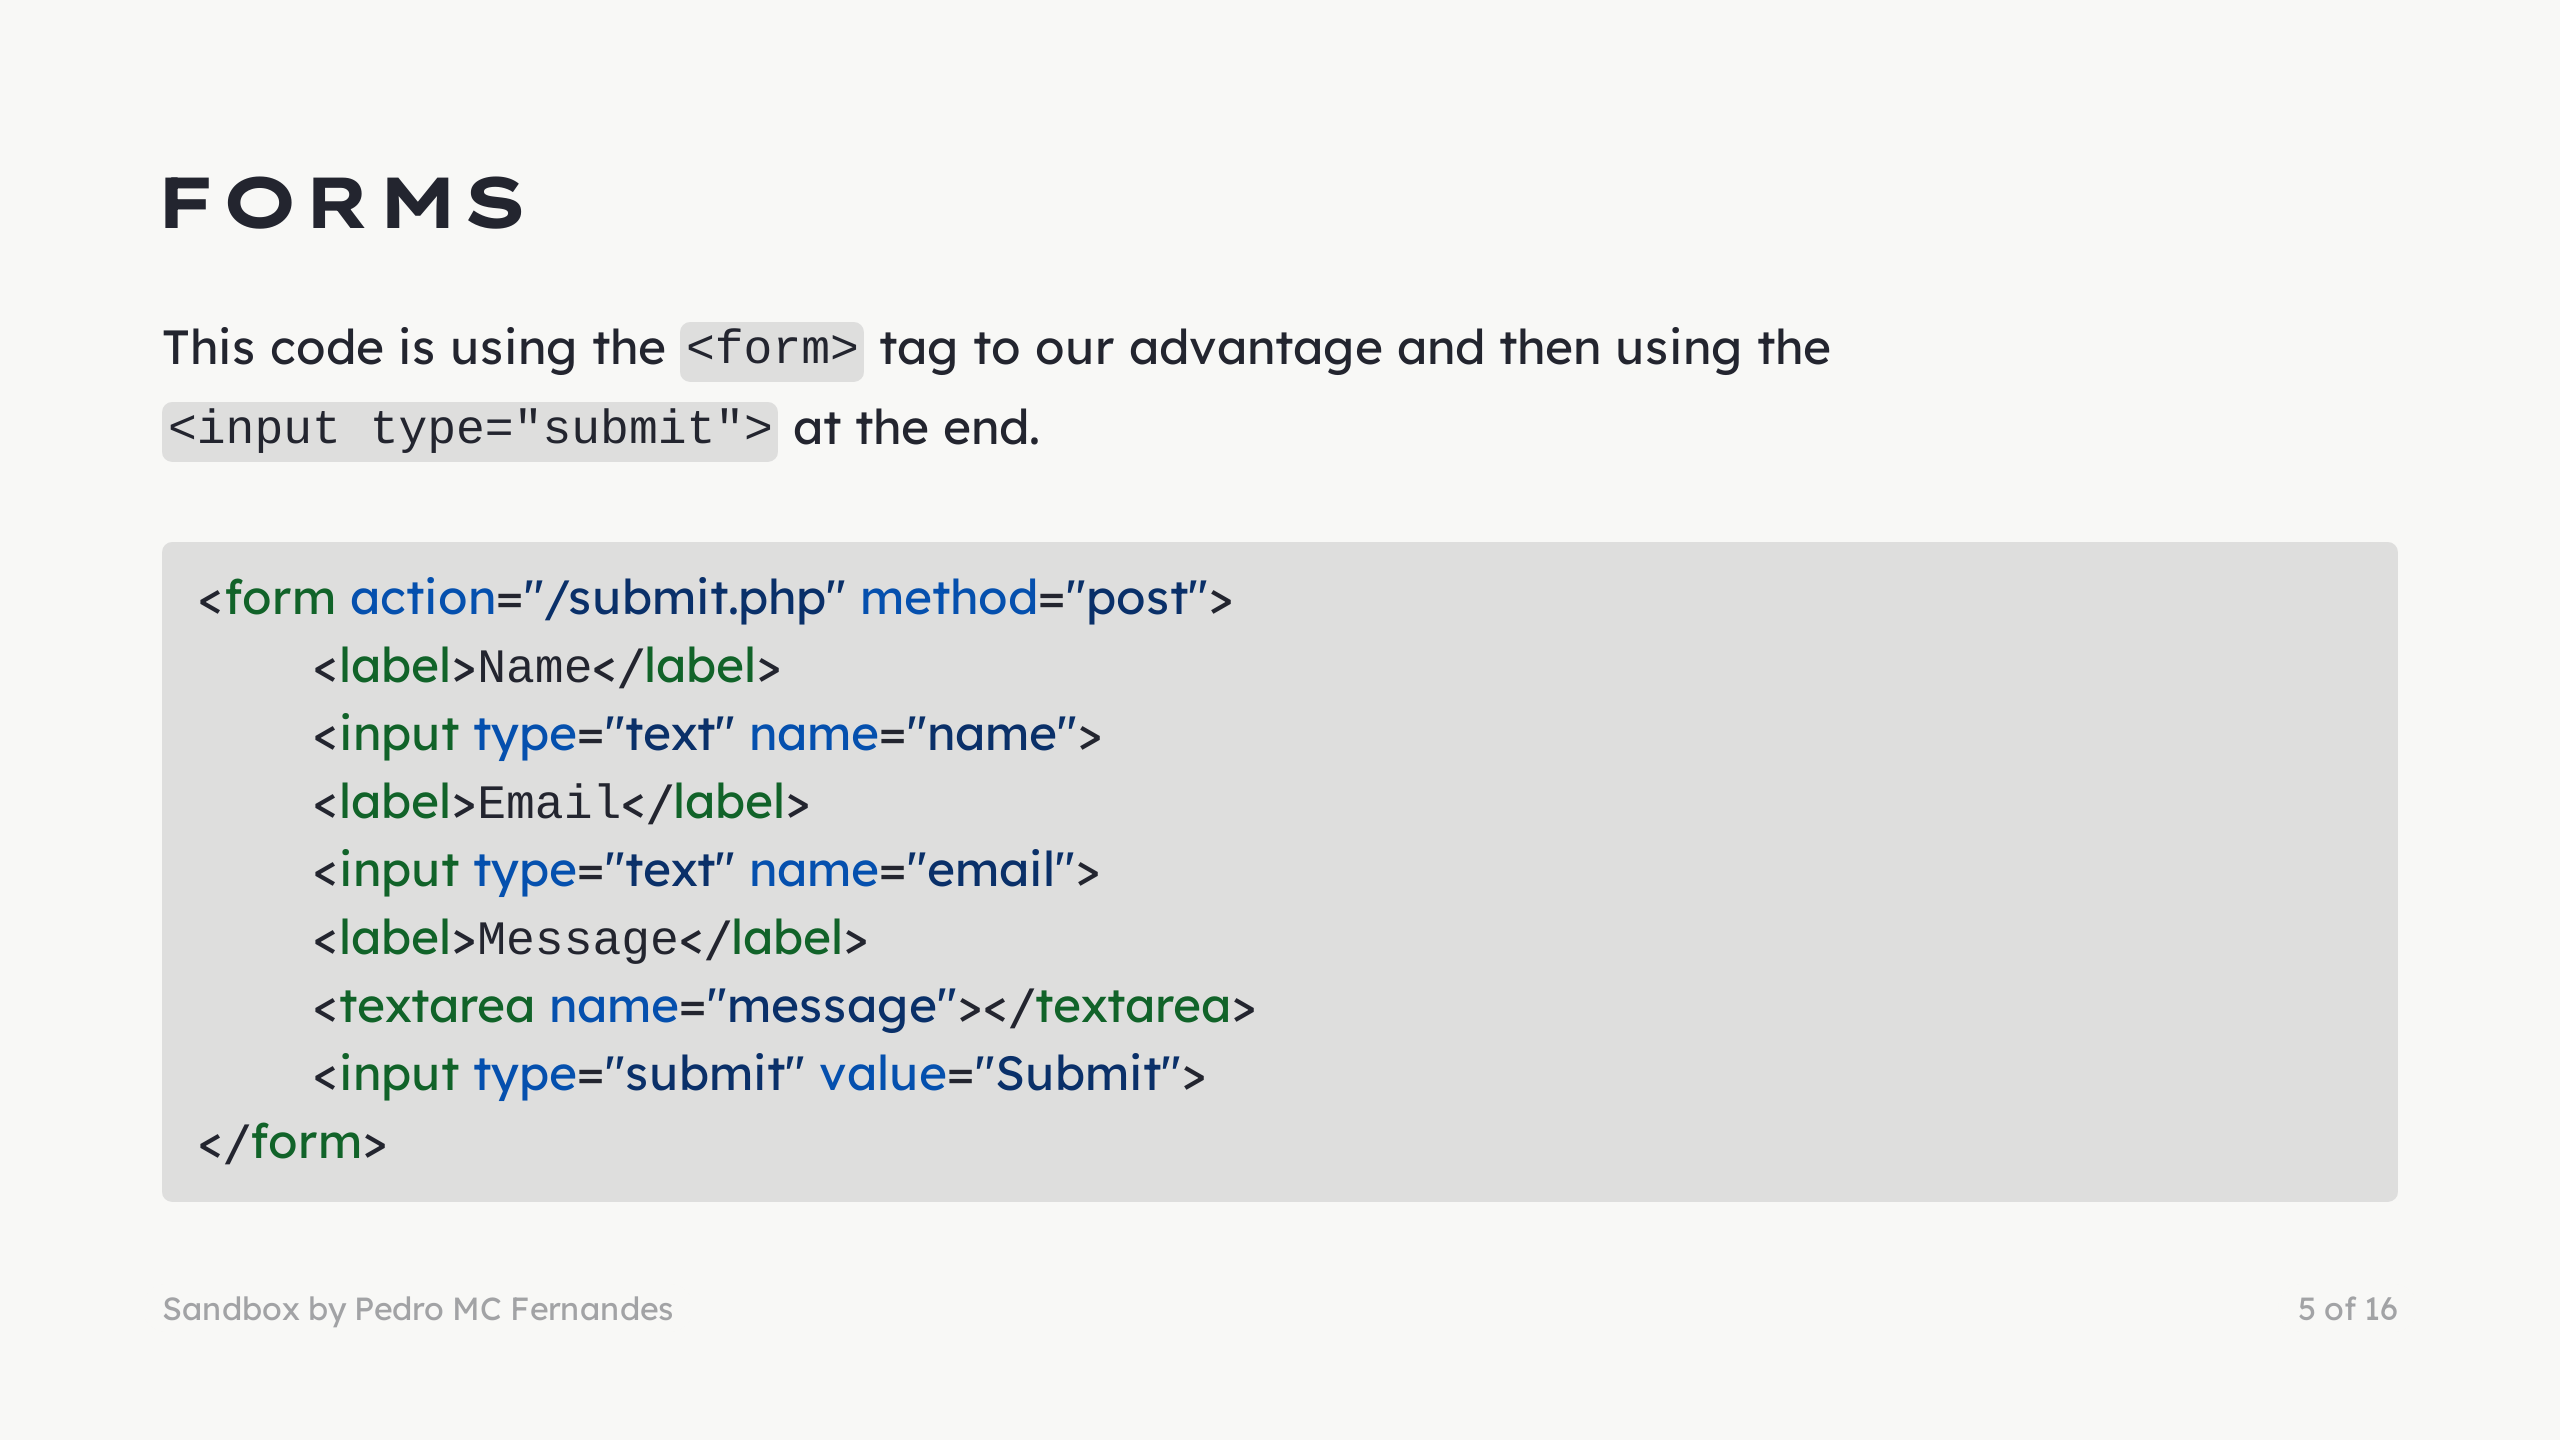 FORMS
This code is using the <form> tag to our advantage and then using the
<input type="submit"> at the end.
<form action="/submit.php" method="post">
<label>Name</label>
<input type="text" name="name">
<label>Email</label>
<input type="text" name="email">
<label>Message</label>
<textarea name="message"></textarea>
<input type="submit" value="Submit">
</form>
Sandbox by Pedro MC Fernandes
5 of 16